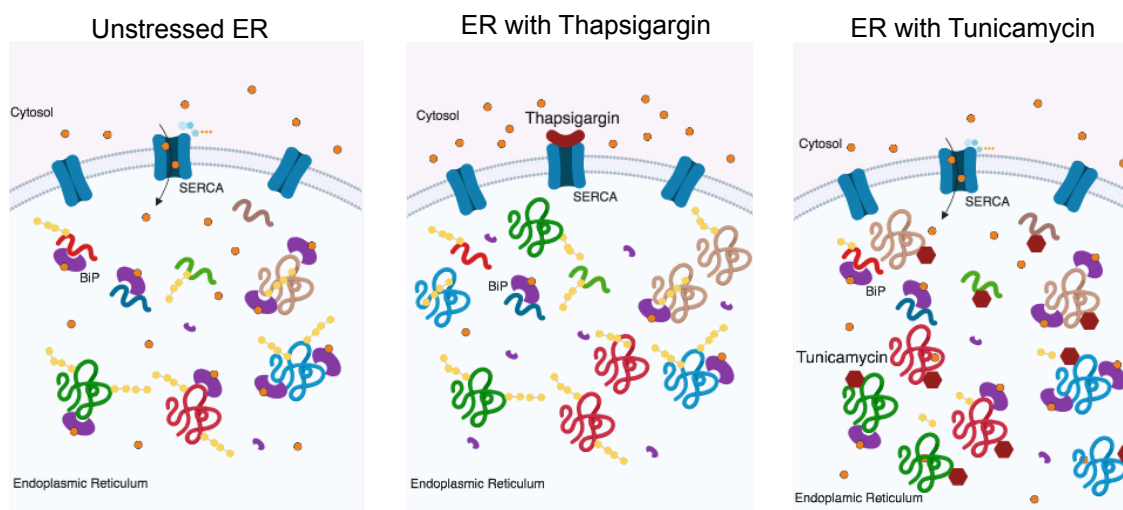 Unstressed ER
Cytosol
SERCA
BiP
Endoplasmic Reticulum
ER with Thapsigargin
Cytosol
Thapsigargin
SERCA
BiP
Endoplasmic Reticulum
ER with Tunicamycin
Cytosol
SERCA
BiP
Tunicamycin
Endoplamic Reticulum